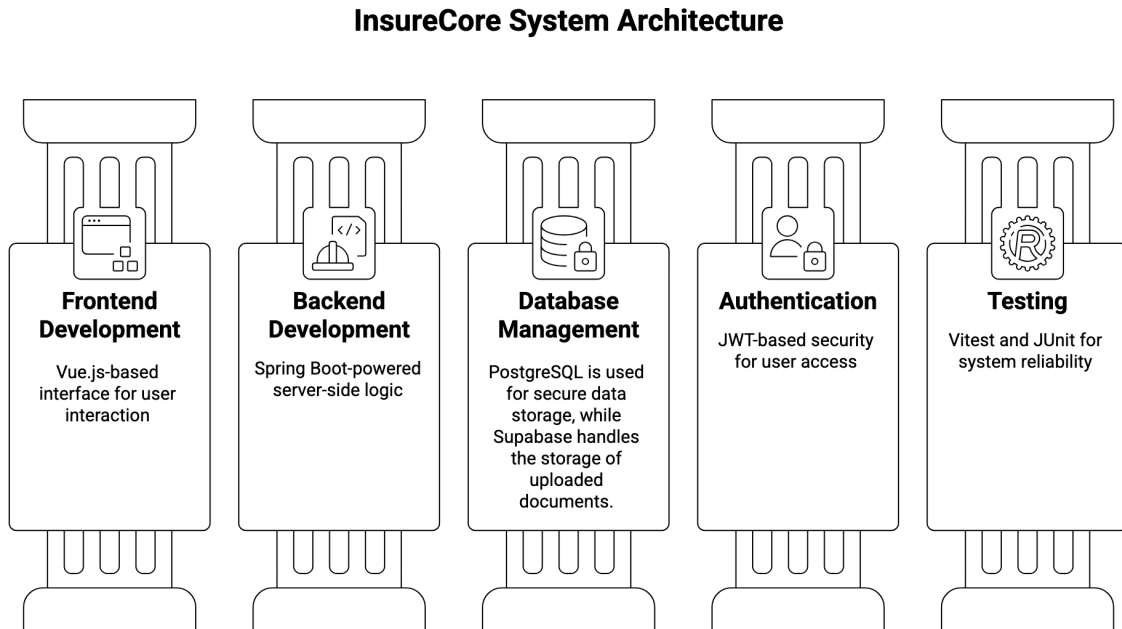 InsureCore System Architecture
</>
R
Frontend
Development
Vue.js-based
interface for user
interaction
Backend
Development
Spring Boot-powered
server-side logic
Database
Management
PostgreSQL is used
for secure data
storage, while
Supabase handles
the storage of
uploaded
documents.
Authentication
JWT-based security
for user access
Testing
Vitest and JUnit for
system reliability